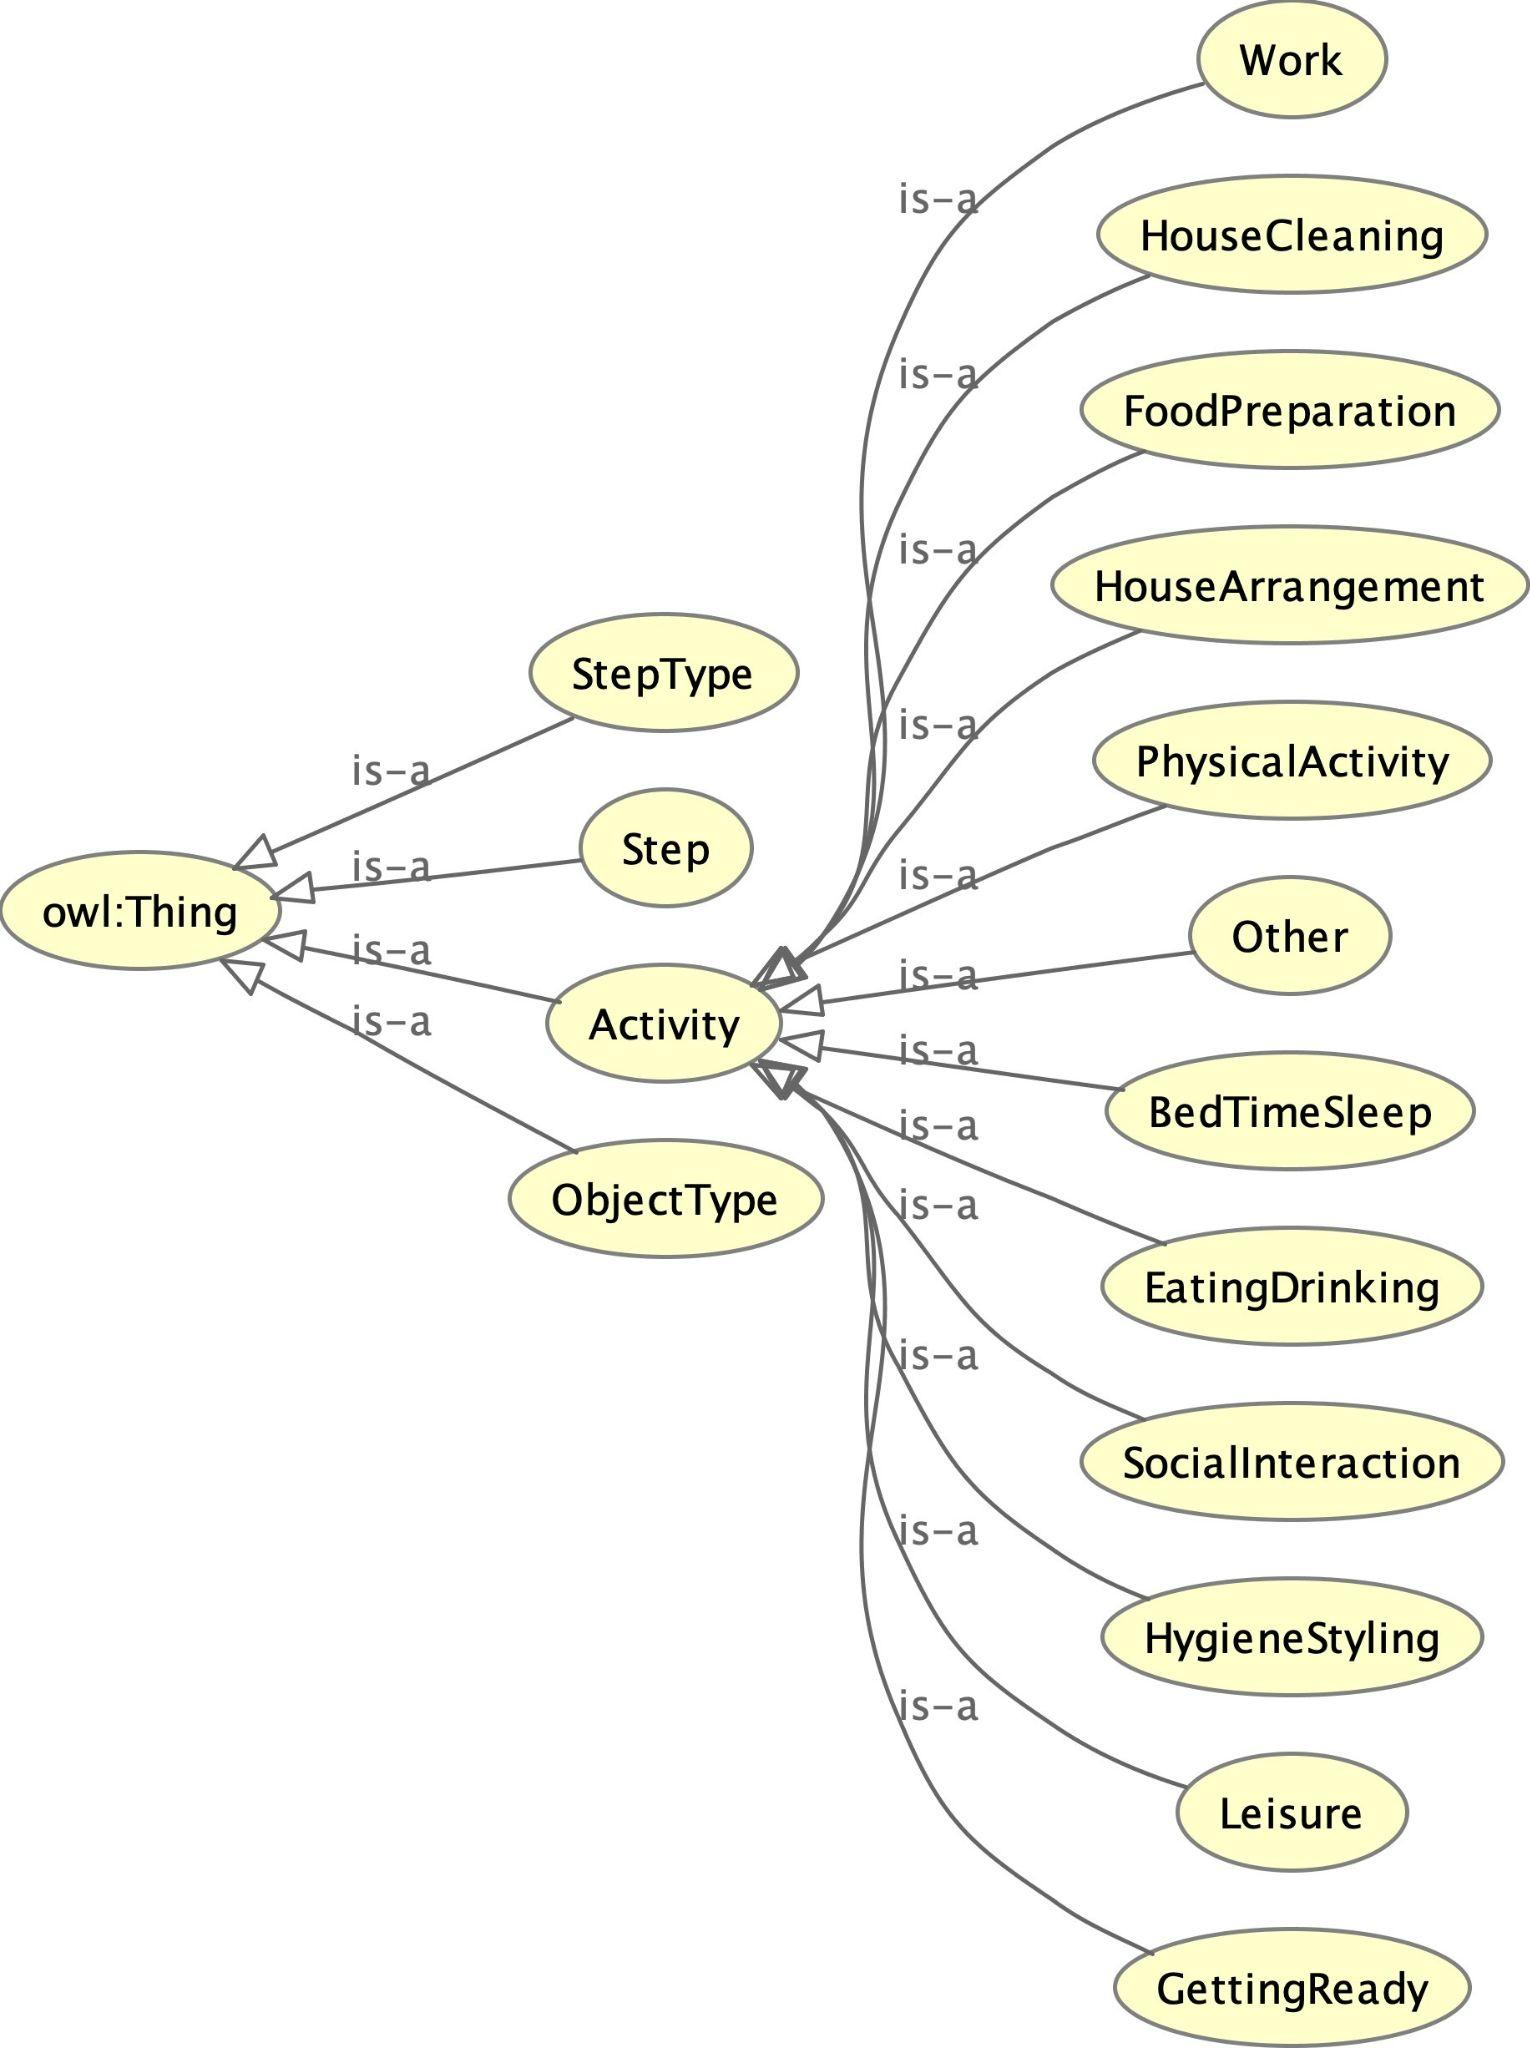 Work
is-a
HouseCleaning
is-a
FoodPreparation
is-a
HouseArrangement
is-a
StepType
PhysicalActivity
is-a
is-a
Step
is-a
is-a
owl:Thing
Other
is-a
is-a
Activity
is-a
is-a
BedTimeSleep
is-a
ObjectType
is-a
EatingDrinking
is-a
SocialInteraction
is-a
HygieneStyling
is-a
Leisure
GettingReady